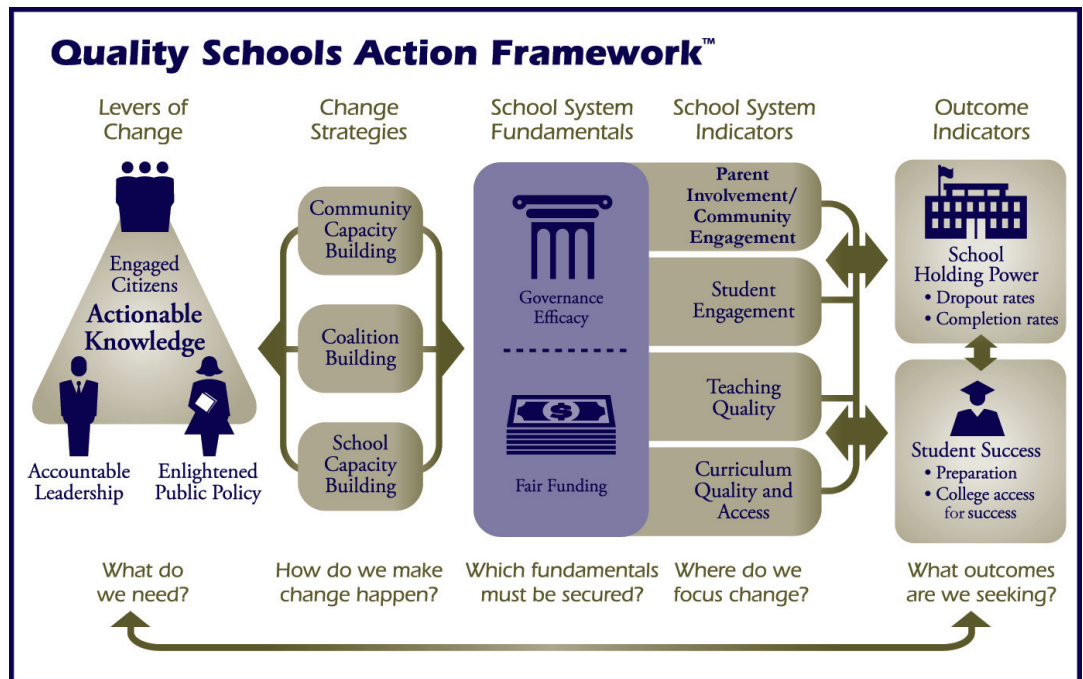 Quality Schools Action Framework™
Levers of
Change
Change
Strategies
School System
Fundamentals
School System
Indicators
Outcome
Indicators
Engaged
Citizens
Actionable
Knowledge
Accountable
Leadership
Enlightened
Public Policy
Community
Capacity
Building
Coalition
Building
School
Capacity
Building
Governance
Efficacy
$
Fair Funding
Parent
Involvement/
Community
Engagement
Student
Engagement
Teaching
Quality
Curriculum
Quality and
Access
School
Holding Power
• Dropout rates
• Completion rates
Student Success
• Preparation
• College access
for success
What do
we need?
How do we make
change happen?
Which fundamentals
must be secured?
Where do we
focus change?
What outcomes
are we seeking?